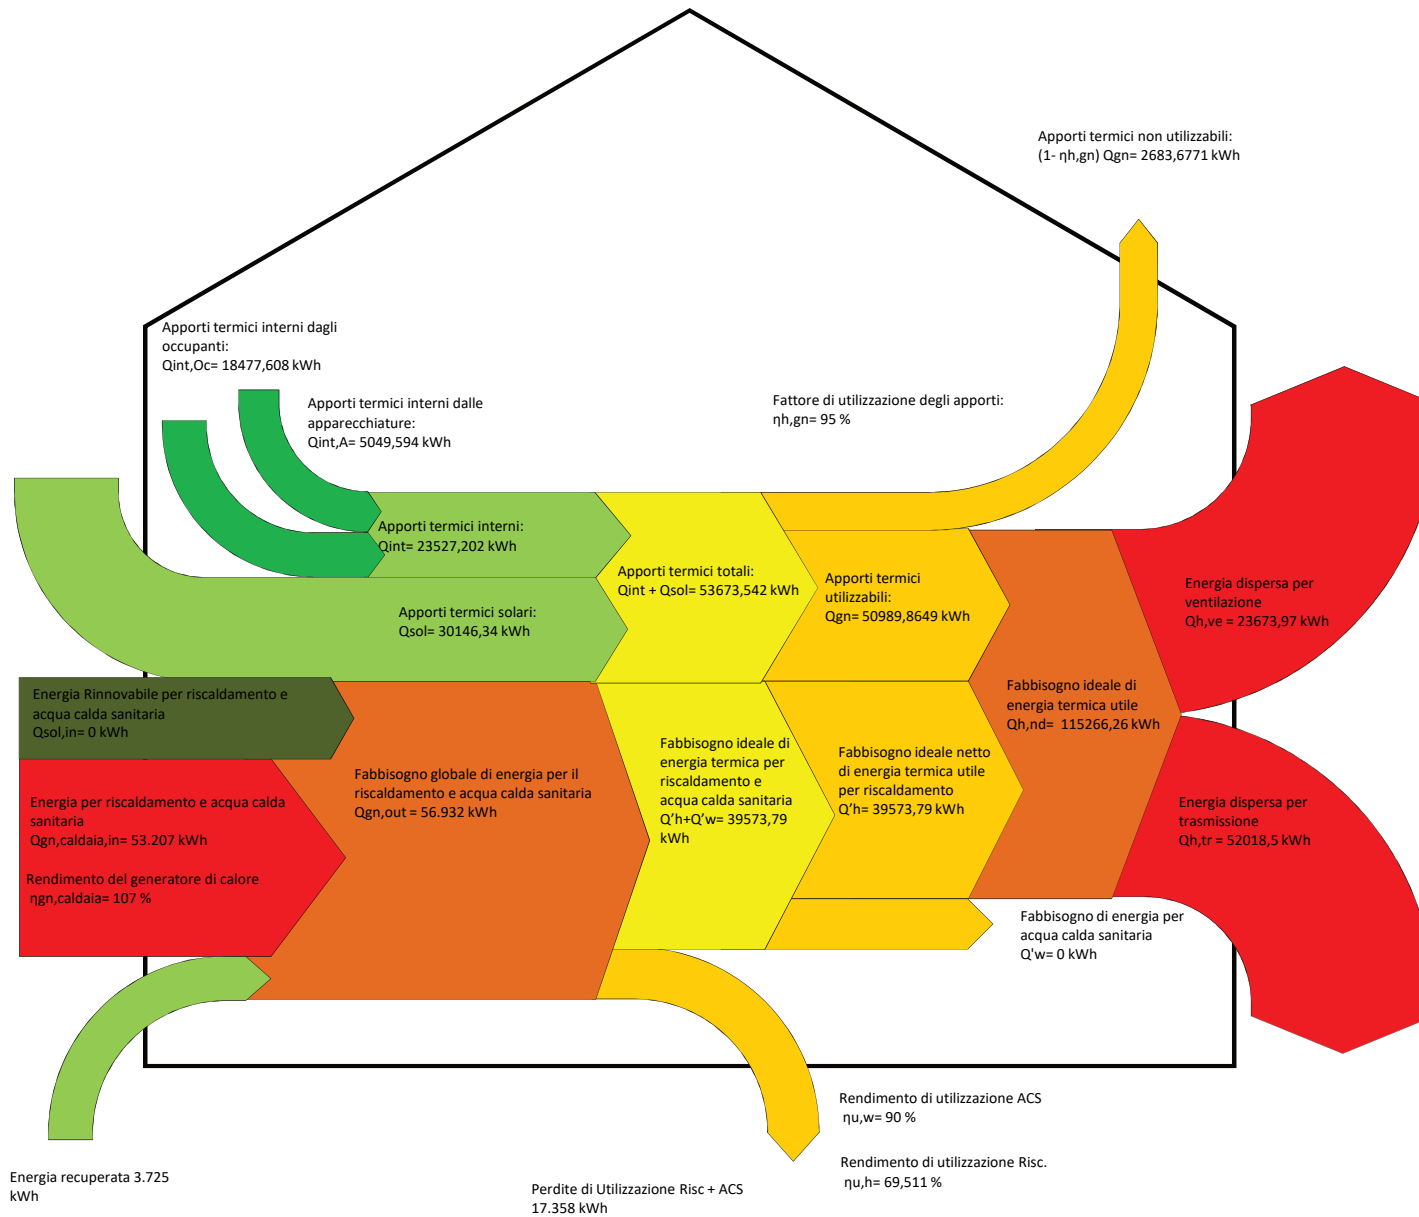 Apporti termici non utilizzabili:
(1- ηh,gn) Qgn= 2683,6771 kWh
Apporti termici interni dagli
occupanti:
Qint,Oc= 18477,608 kWh
Apporti termici interni dalle
apparecchiature:
Qint,A= 5049,594 kWh
Fattore di utilizzazione degli apporti:
ηh,gn= 95 %
Apporti termici interni:
Qint= 23527,202 kWh
Apporti termici totali:
Qint + Qsol= 53673,542 kWh
Apporti termici
utilizzabili:
Qgn= 50989,8649 kWh
Energia dispersa per
ventilazione
Qh,ve = 23673,97 kWh
Apporti termici solari:
Qsol= 30146,34 kWh
Energia Rinnovabile per riscaldamento e
acqua calda sanitaria
Qsol,in= 0 kWh
Fabbisogno ideale di
energia termica utile
Qh,nd=  115266,26 kWh
Fabbisogno globale di energia per il
riscaldamento e acqua calda sanitaria
Qgn,out = 56.932 kWh
Fabbisogno ideale di
energia termica per
riscaldamento e
acqua calda sanitaria
Q’h+Q’w= 39573,79
kWh
Fabbisogno ideale netto
di energia termica utile
per riscaldamento
Q’h= 39573,79 kWh
Energia per riscaldamento e acqua calda
sanitaria
Qgn,caldaia,in= 53.207 kWh
Rendimento del generatore di calore
ηgn,caldaia= 107 %
Energia dispersa per
trasmissione
Qh,tr = 52018,5 kWh
Fabbisogno di energia per
acqua calda sanitaria
Q'w= 0 kWh
Rendimento di utilizzazione ACS
ηu,w= 90 %
Rendimento di utilizzazione Risc.
ηu,h= 69,511 %
Energia recuperata 3.725
kWh
Perdite di Utilizzazione Risc + ACS
17.358 kWh